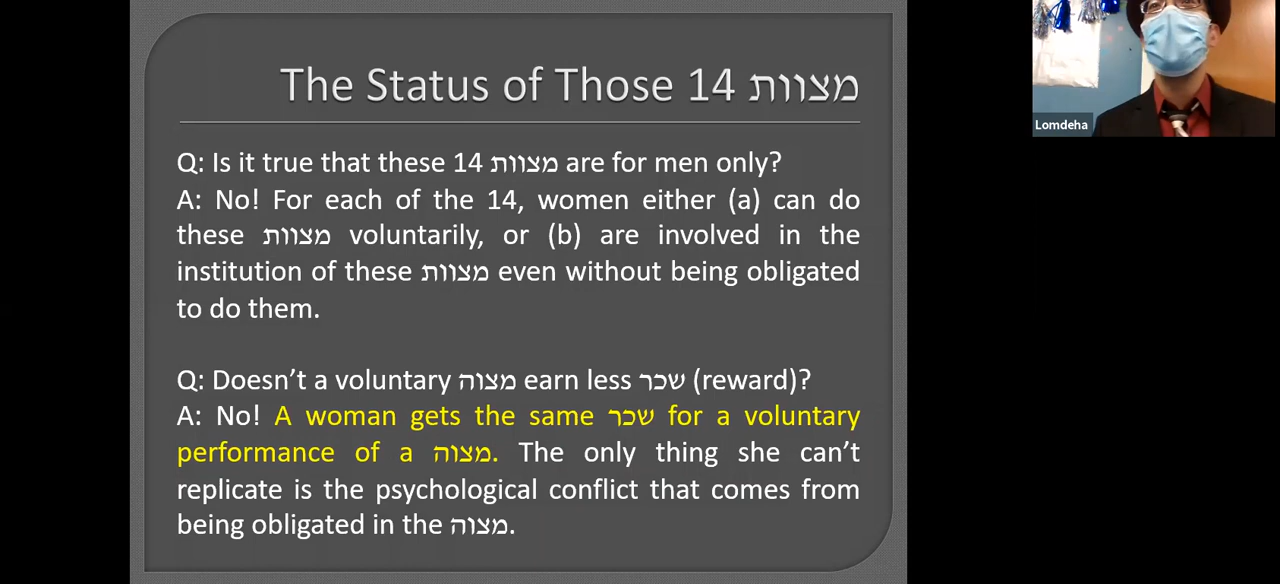 The Status of Those 14 מצוות
Q: Is it true that these 14 מצוות are for men only?
A: No! For each of the 14, women either (a) can do
these מצוות voluntarily, or (b) are involved in the
institution of these מצוות even without being obligated
to do them.
Q: Doesn't a voluntary מצוה earn less שכר (reward)?
A: No! A woman gets the same שכר for a voluntary
performance of a מצוה. The only thing she can't
replicate is the psychological conflict that comes from
being obligated in the מצוה.
Lomdeha